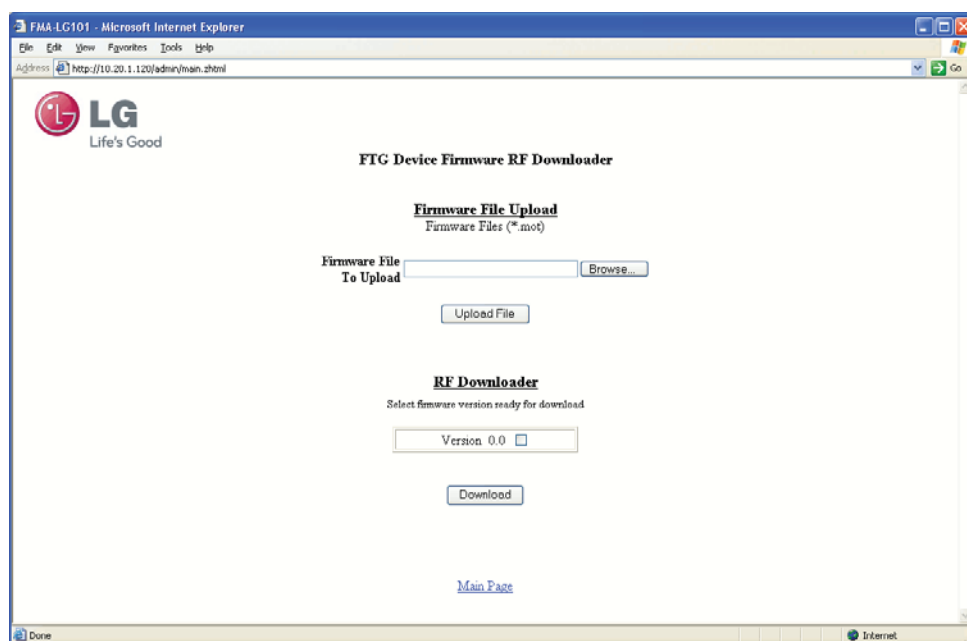 FMA-LG101 - Microsoft Internet Explorer
File Edit View Favorites Tools Help
Address http://10.20.1.120/admin/main.zhtml Go
LG
Life's Good
FTG Device Firmware RF Downloader
Firmware File Upload
Firmware Files (*.mot)
Firmware File
To Upload Browse...
Upload File
RF Downloader
Select firmware version ready for download
Version 0.0
Download
Main Page
Done Internet